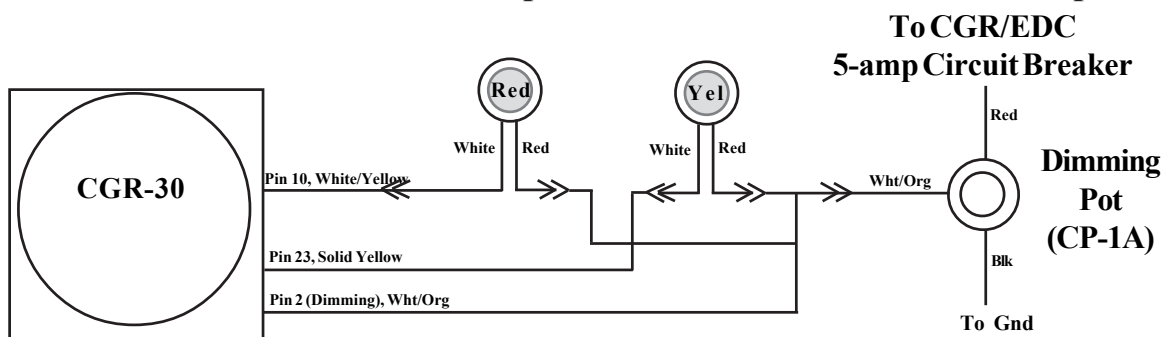 To CGR/EDC
5-amp Circuit Breaker
Red
Yel
Red
White
Red
White
Red
Dimming
Pot
(CP-1A)
CGR-30
Pin 10, White/Yellow
Wht/Org
Pin 23, Solid Yellow
Blk
Pin 2 (Dimming), Wht/Org
To Gnd